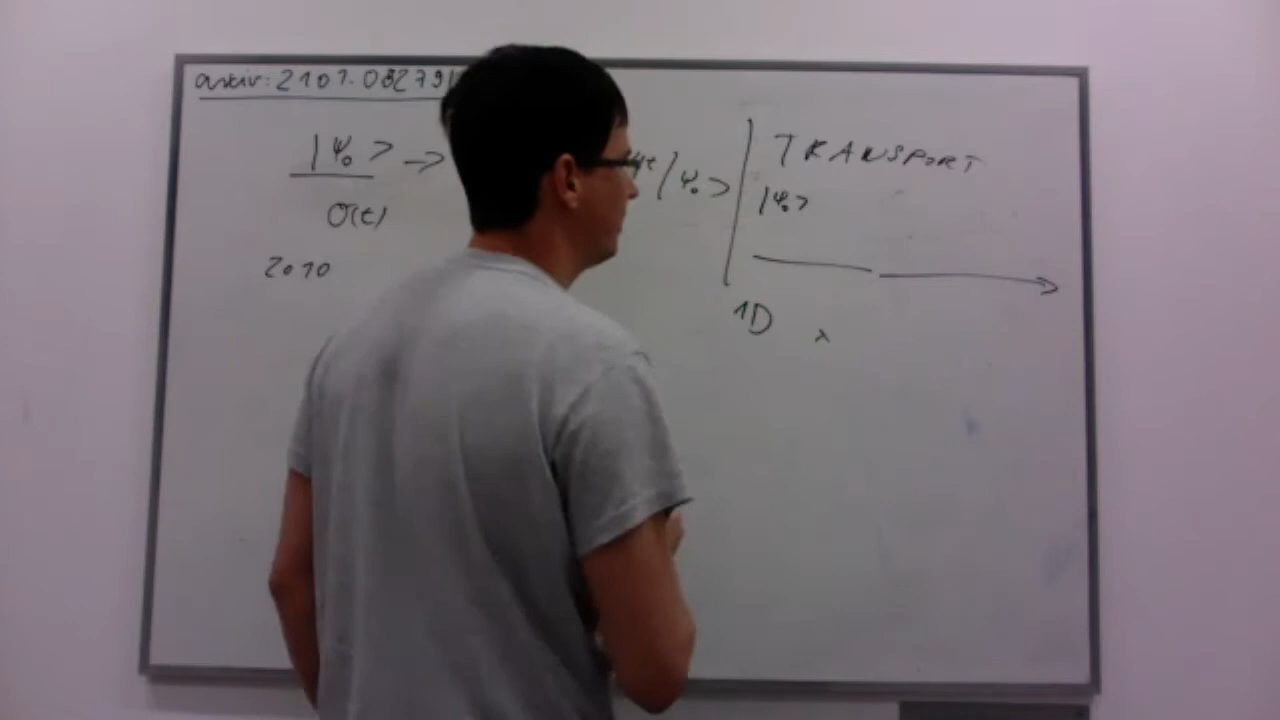 arxiv: 2107.08279
|Ψ₀> →
O(t)
2010
|Ψ₀>
TRANSPORT
|Ψ₀>
1D